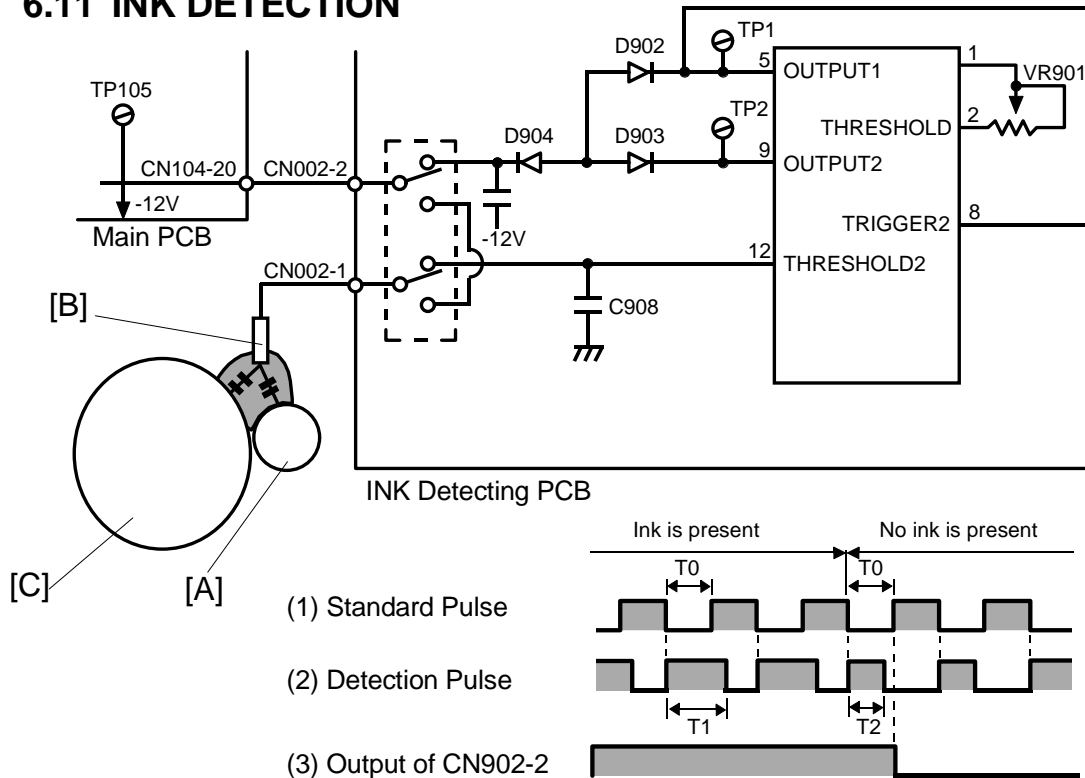 6.11 INK DETECTION
TP105
CN104-20
CN002-2
-12V
Main PCB
CN002-1
[B]
[C]
[A]
D902
TP1
5
OUTPUT1
1
VR901
THRESHOLD
2
D904
D903
TP2
9
OUTPUT2
TRIGGER2
8
-12V
12
THRESHOLD2
C908
INK Detecting PCB
Ink is present
No ink is present
T0
T0
(1) Standard Pulse
(2) Detection Pulse
T1
T2
(3) Output of CN902-2